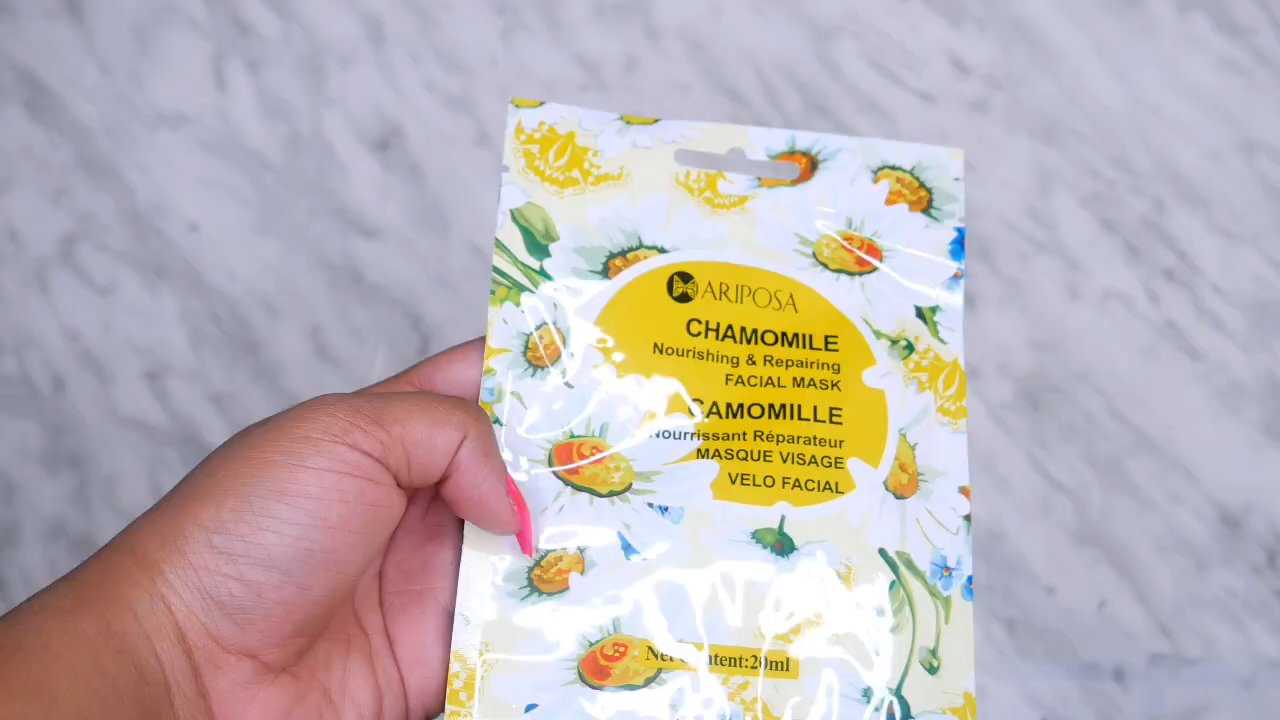 ARIPOSA
CHAMOMILE
Nourishing & Repairing
FACIAL MASK
CAMOMILLE
Nourrissant Réparateur
MASQUE VISAGE
VELO FACIAL
Net Content:20ml